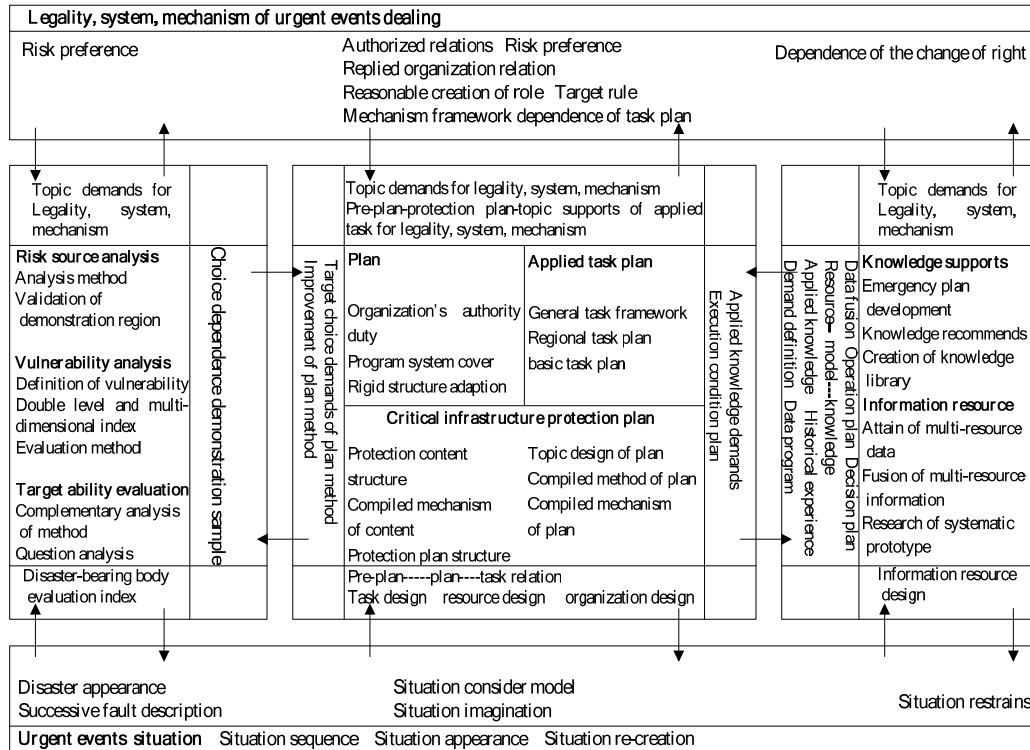 Legality, system, mechanism of urgent events dealing
Risk preference
Authorized relations Risk preference
Replied organization relation
Reasonable creation of role Target rule
Mechanism framework dependence of task plan
Dependence of the change of right
Topic demands for
Legality, system,
mechanism
Risk source analysis
Analysis method
Validation of
demonstration region
Vulnerability analysis
Definition of vulnerability
Double level and multi-
dimensional index
Evaluation method
Target ability evaluation
Complementary analysis
of method
Question analysis
Disaster-bearing body
evaluation index
Choice dependence demonstration sample
Target choice demands of plan method
Improvement of plan method
Topic demands for legality, system, mechanism
Pre-plan-protection plan-topic supports of applied
task for legality, system, mechanism
Plan
Organization's authority
duty
Program system cover
Rigid structure adaption
Applied task plan
General task framework
Regional task plan
basic task plan
Critical infrastructure protection plan
Protection content
structure
Compiled mechanism
of content
Protection plan structure
Topic design of plan
Compiled method of plan
Compiled mechanism
of plan
Pre-plan-----plan----task relation
Task design resource design organization design
Applied knowledge demands
Execution condition plan
Data fusion Operation plan Decision plan
Resource--model---knowledge
Applied knowledge Historical experience
Demand definition Data program
Topic demands for
Legality, system,
mechanism
Knowledge supports
Emergency plan
development
Knowledge recommends
Creation of knowledge
library
Information resource
Attain of multi-resource
data
Fusion of multi-resource
information
Research of systematic
prototype
Information resource
design
Disaster appearance
Successive fault description
Situation consider model
Situation imagination
Situation restrains
Urgent events situation Situation sequence Situation appearance Situation re-creation